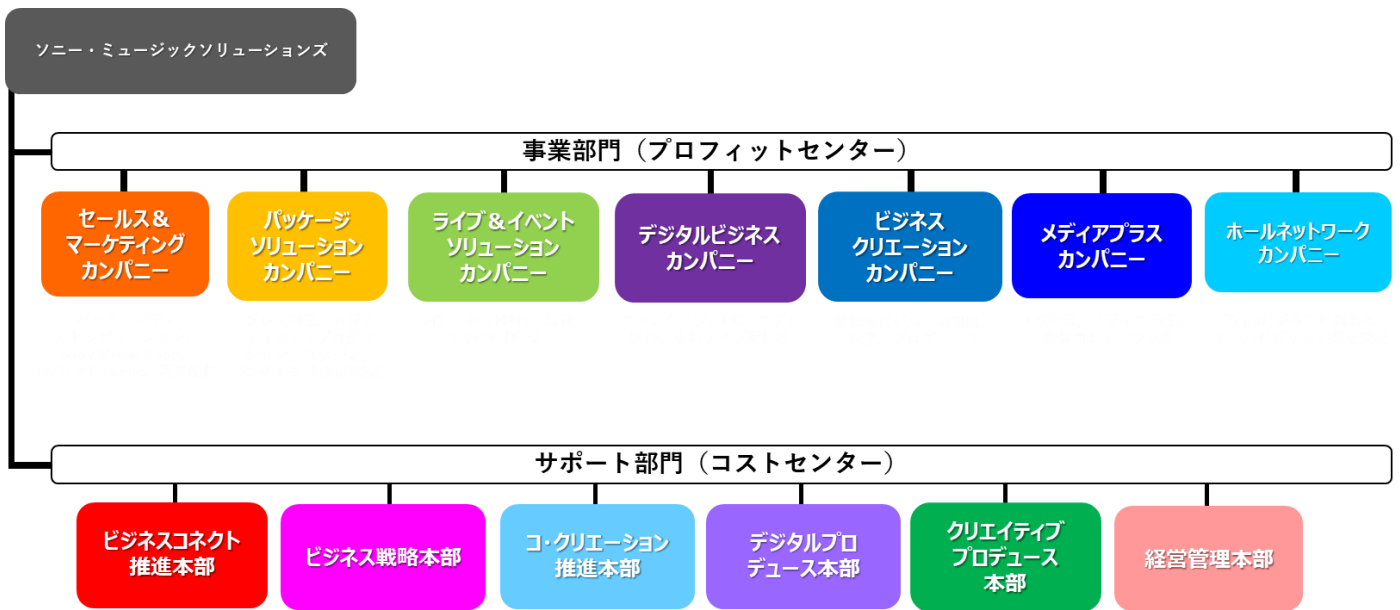 ソニー・ミュージックソリューションズ
事業部門（プロフィットセンター）
セールス＆
マーケティング
カンパニー
パッケージ
ソリューション
カンパニー
ライブ＆イベント
ソリューション
カンパニー
デジタルビジネス
カンパニー
ビジネス
クリエーション
カンパニー
メディアプラス
カンパニー
ホールネットワーク
カンパニー
サポート部門（コストセンター）
ビジネスコネクト
推進本部
ビジネス戦略本部
コ・クリエーション
推進本部
デジタルプロ
デュース本部
クリエイティブ
プロデュース
本部
経営管理本部